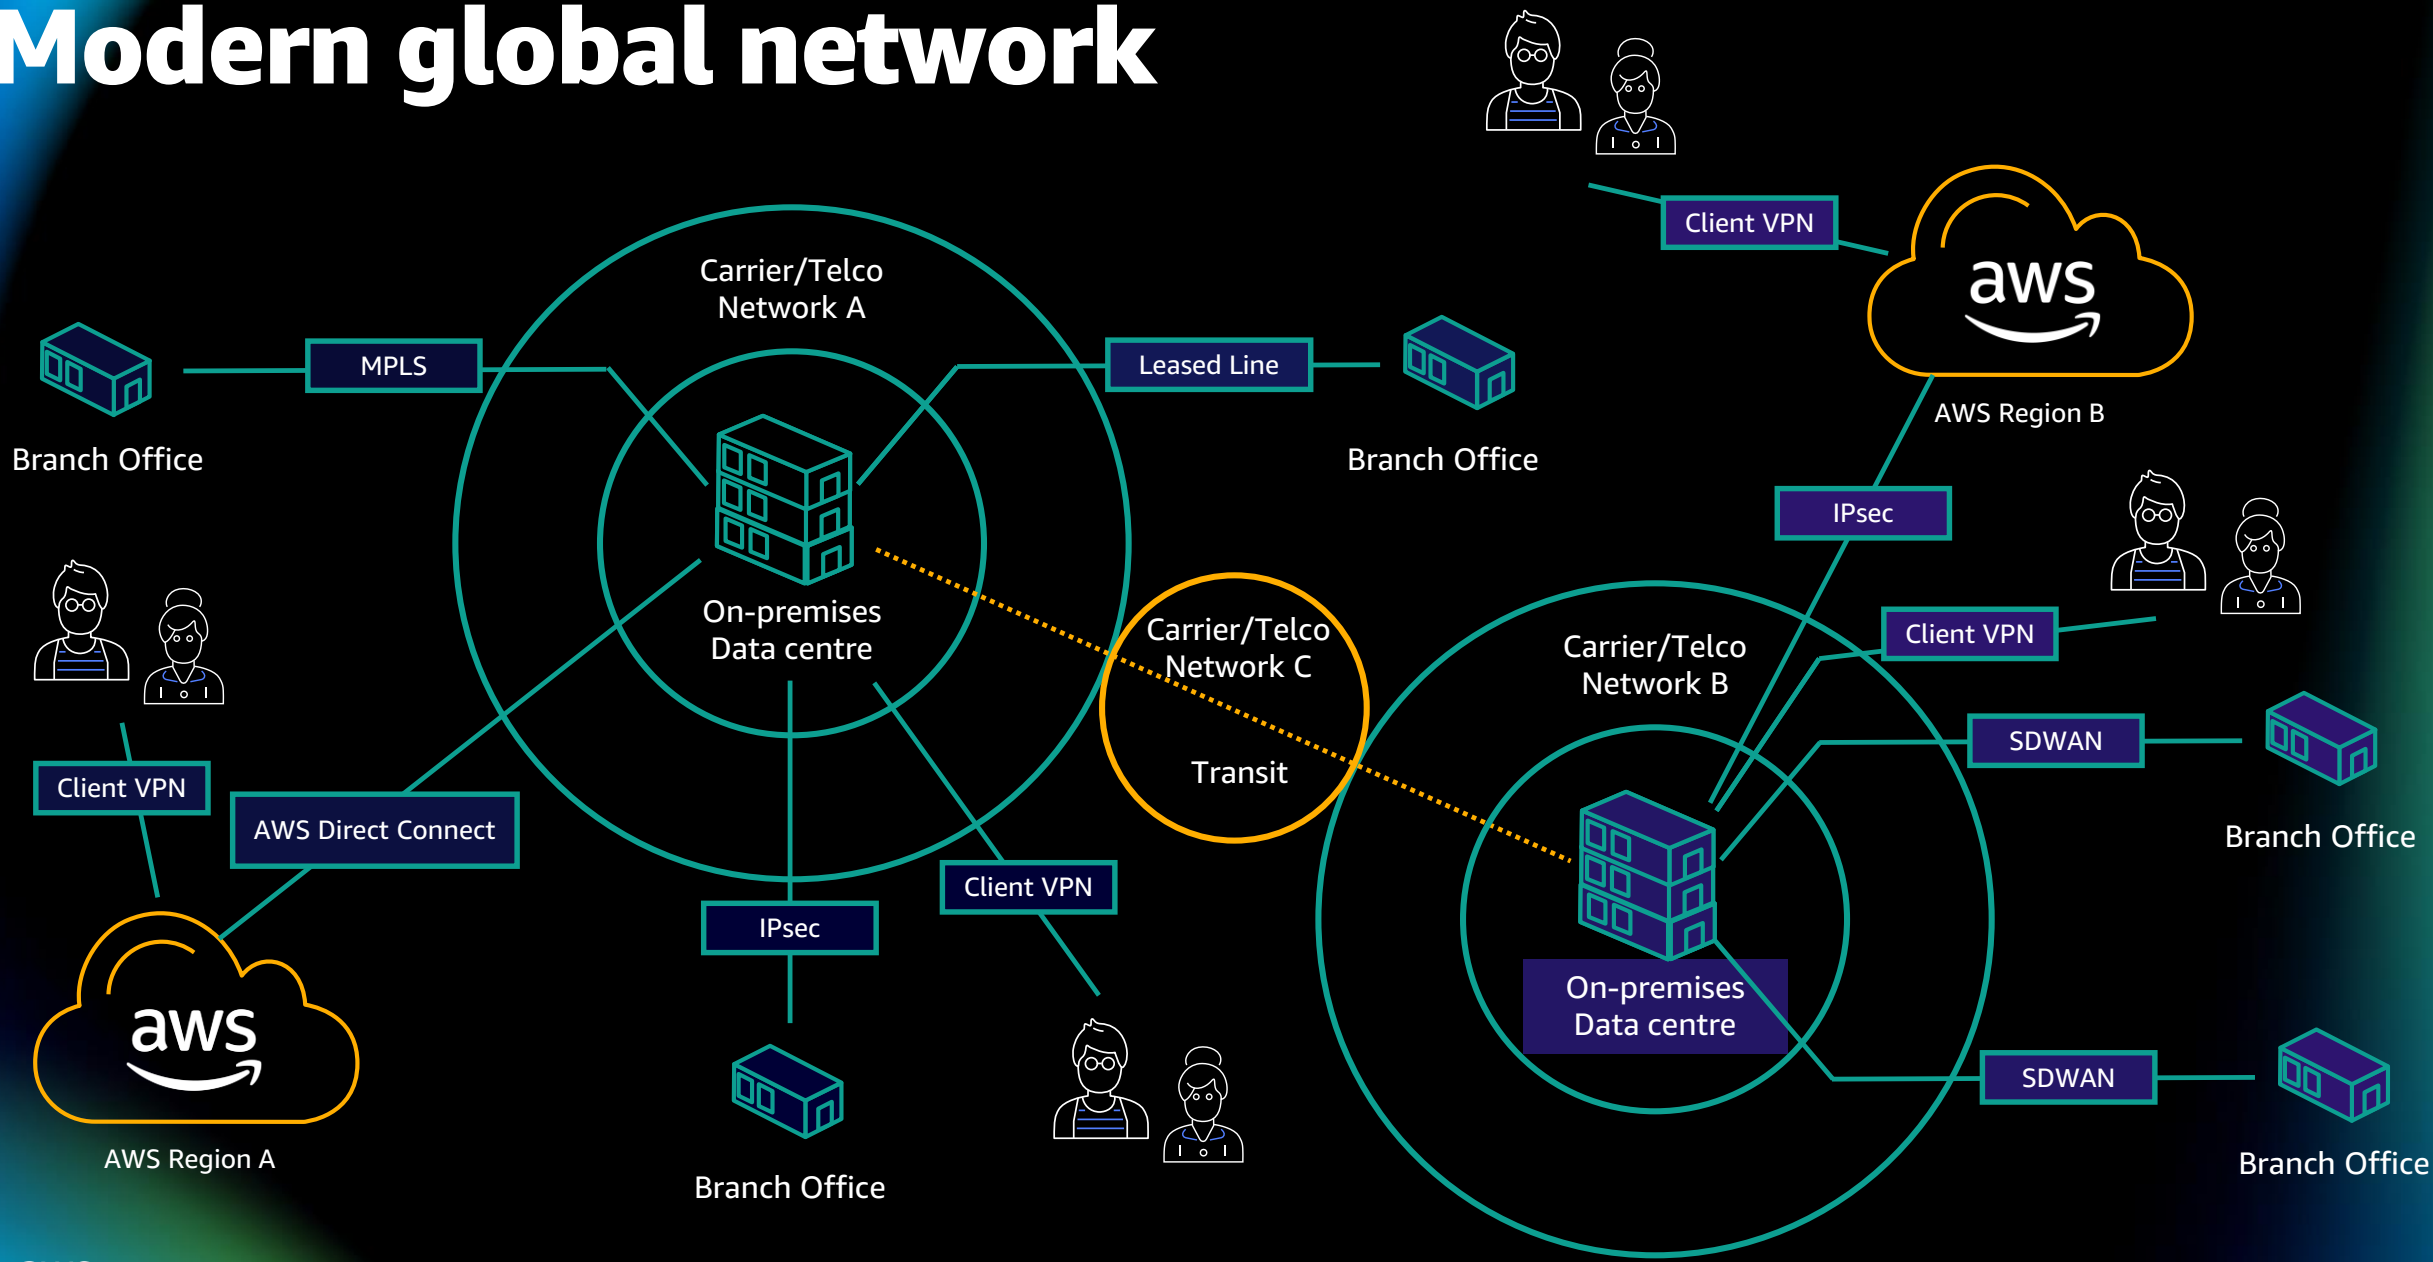 Modern global network
Client VPN
aws
AWS Region B
Carrier/Telco
Network A
MPLS
Branch Office
Leased Line
Branch Office
On-premises
Data centre
IPsec
Client VPN
Carrier/Telco
Network C
Transit
Carrier/Telco
Network B
SDWAN
Branch Office
Client VPN
AWS Direct Connect
Client VPN
IPsec
aws
AWS Region A
Branch Office
On-premises
Data centre
SDWAN
Branch Office